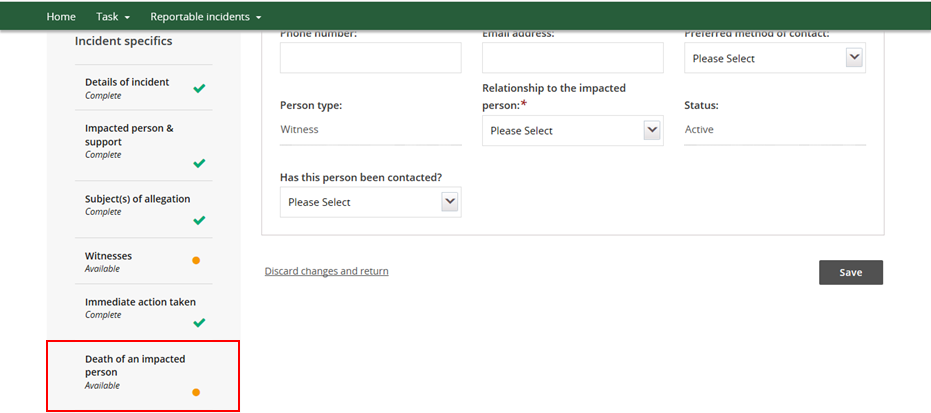 Home Task Reportable incidents
Incident specifics
Details of incident
Complete
Impacted person &
support
Complete
Subject(s) of allegation
Complete
Witnesses
Available
Immediate action taken
Complete
Death of an impacted
person
Available
Phone number: Email address: Preferred method of contact:
Please Select
Person type: Relationship to the impacted
person:* Status:
Witness Please Select Active
Has this person been contacted?
Please Select
Discard changes and return Save